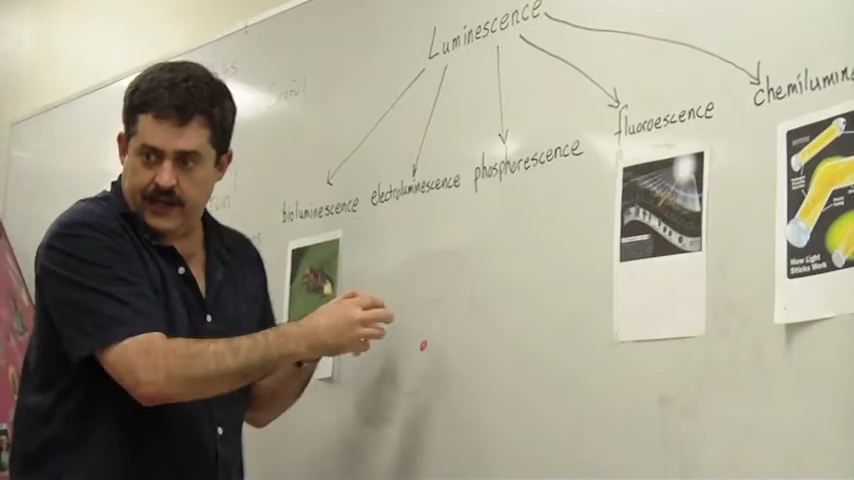 Luminescence
bioluminescence electroluminescence phosphorescence fluoroescence chemilumin
How Light
Sticks Work